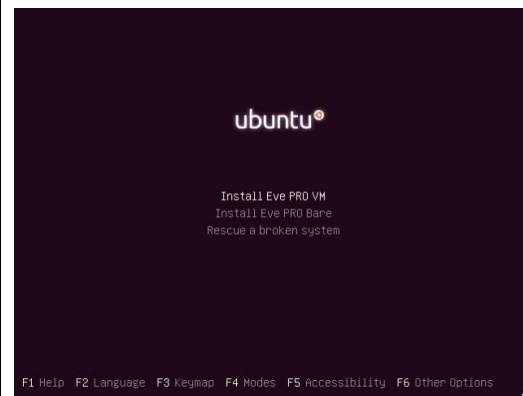 ubuntu
Install Eve PRO VM
Install Eve PRO Bare
Rescue a broken system
F1 Help F2 Language F3 Keymap F4 Modes F5 Accessibility F6 Other Options